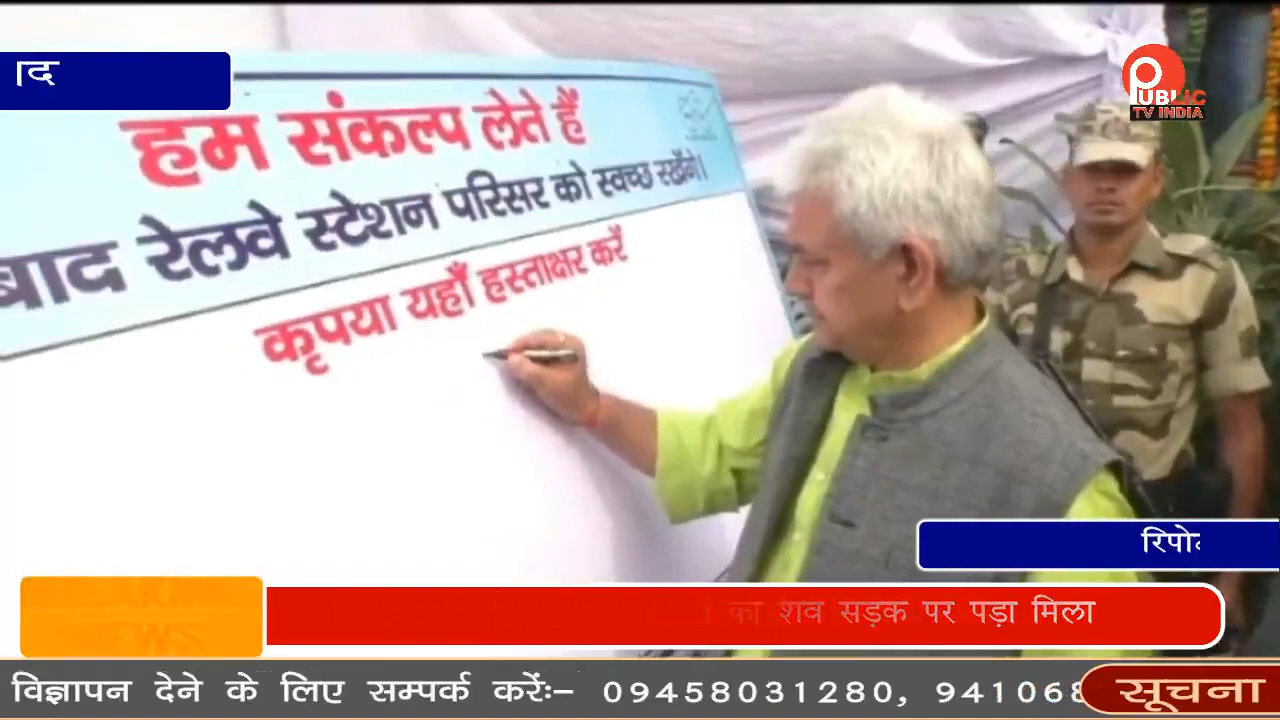 ाद
PUBLIC
TV INDIA
हम संकल्प लेते हैं
बाद रेलवे स्टेशन परिसर को स्वच्छ रखेंगे।
कृपया यहाँ हस्ताक्षर करें
रिपो
का शव सड़क पर पड़ा मिला
विज्ञापन देने के लिए सम्पर्क करेंः– 09458031280, 941068
सूचना